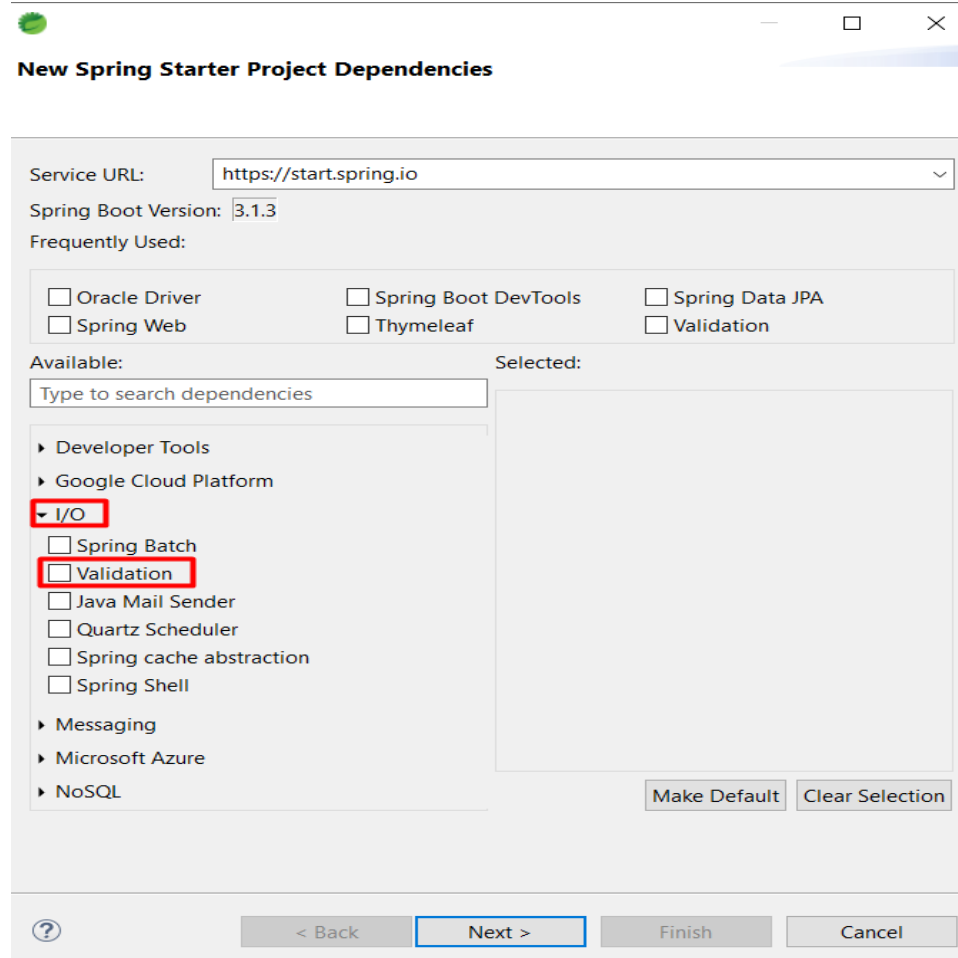 New Spring Starter Project Dependencies
Service URL: https://start.spring.io
Spring Boot Version: 3.1.3
Frequently Used:
Oracle Driver Spring Boot DevTools Spring Data JPA
Spring Web Thymeleaf Validation
Available: Selected:
Type to search dependencies
Developer Tools
Google Cloud Platform
I/O
Spring Batch
Validation
Java Mail Sender
Quartz Scheduler
Spring cache abstraction
Spring Shell
Messaging
Microsoft Azure
NoSQL
Make Default Clear Selection
? < Back Next > Finish Cancel